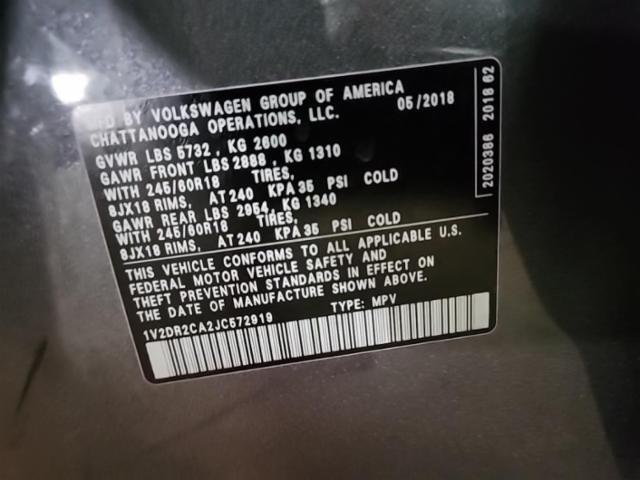 MFD BY VOLKSWAGEN GROUP OF AMERICA
CHATTANOOGA OPERATIONS, LLC. 05/2018
GVWR LBS 5732 , KG 2600
GAWR FRONT LBS 2888 , KG 1310
WITH 245/60R18 TIRES,
8JX18 RIMS, AT 240 KPA 35 PSI COLD
GAWR REAR LBS 2954, KG 1340
WITH 245/60R18 TIRES,
8JX18 RIMS, AT 240 KPA 35 PSI COLD
THIS VEHICLE CONFORMS TO ALL APPLICABLE U.S.
FEDERAL MOTOR VEHICLE SAFETY AND
THEFT PREVENTION STANDARDS IN EFFECT ON
THE DATE OF MANUFACTURE SHOWN ABOVE.
1V2DR2CA2JC572919 TYPE: MPV
2020386 2018 62